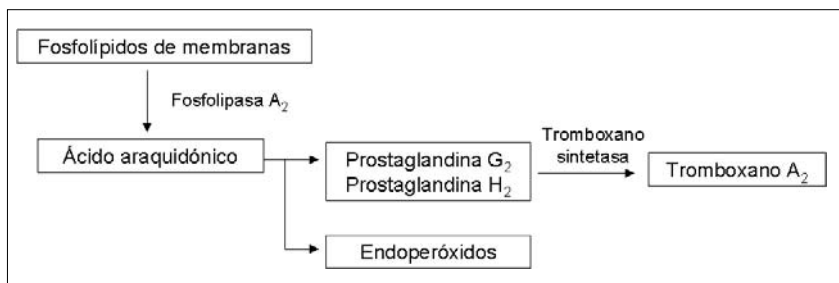 Fosfolípidos de membranas
Fosfolipasa A₂
Ácido araquidónico
Prostaglandina G₂
Prostaglandina H₂
Tromboxano
sintetasa
Tromboxano A₂
Endoperóxidos